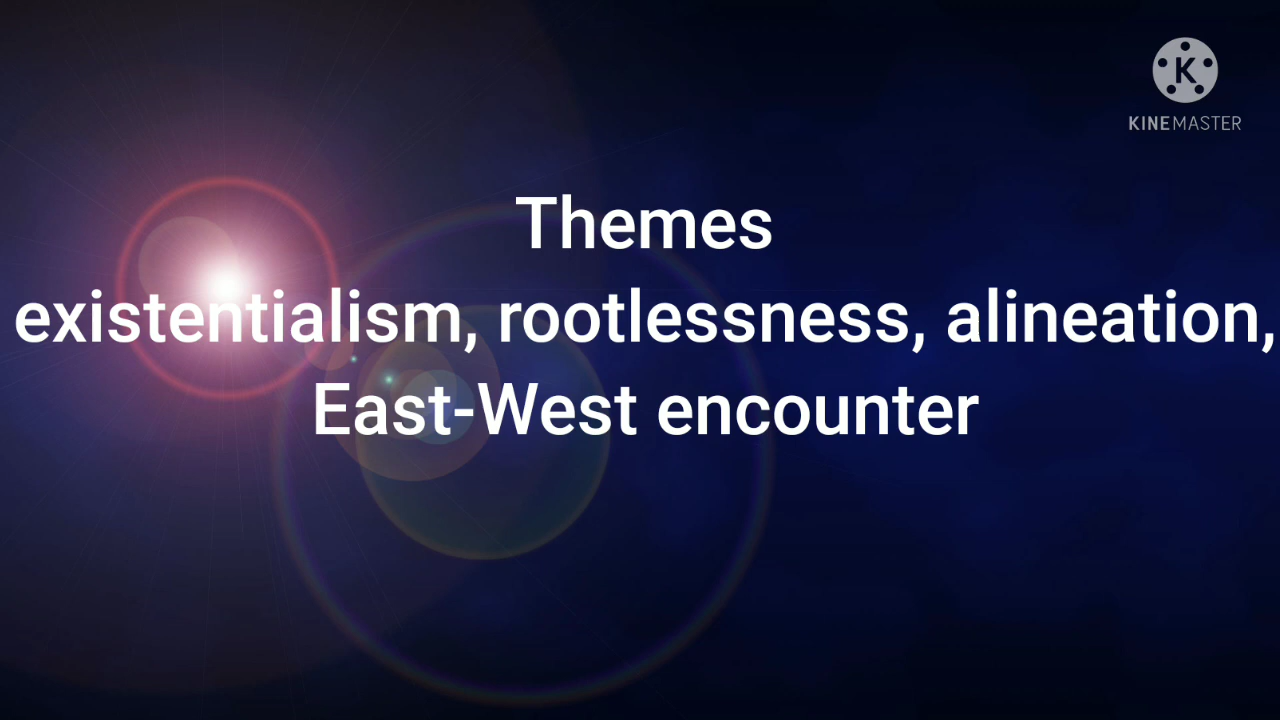 K
KINEMASTER
Themes
existentialism, rootlessness, alineation,
East-West encounter